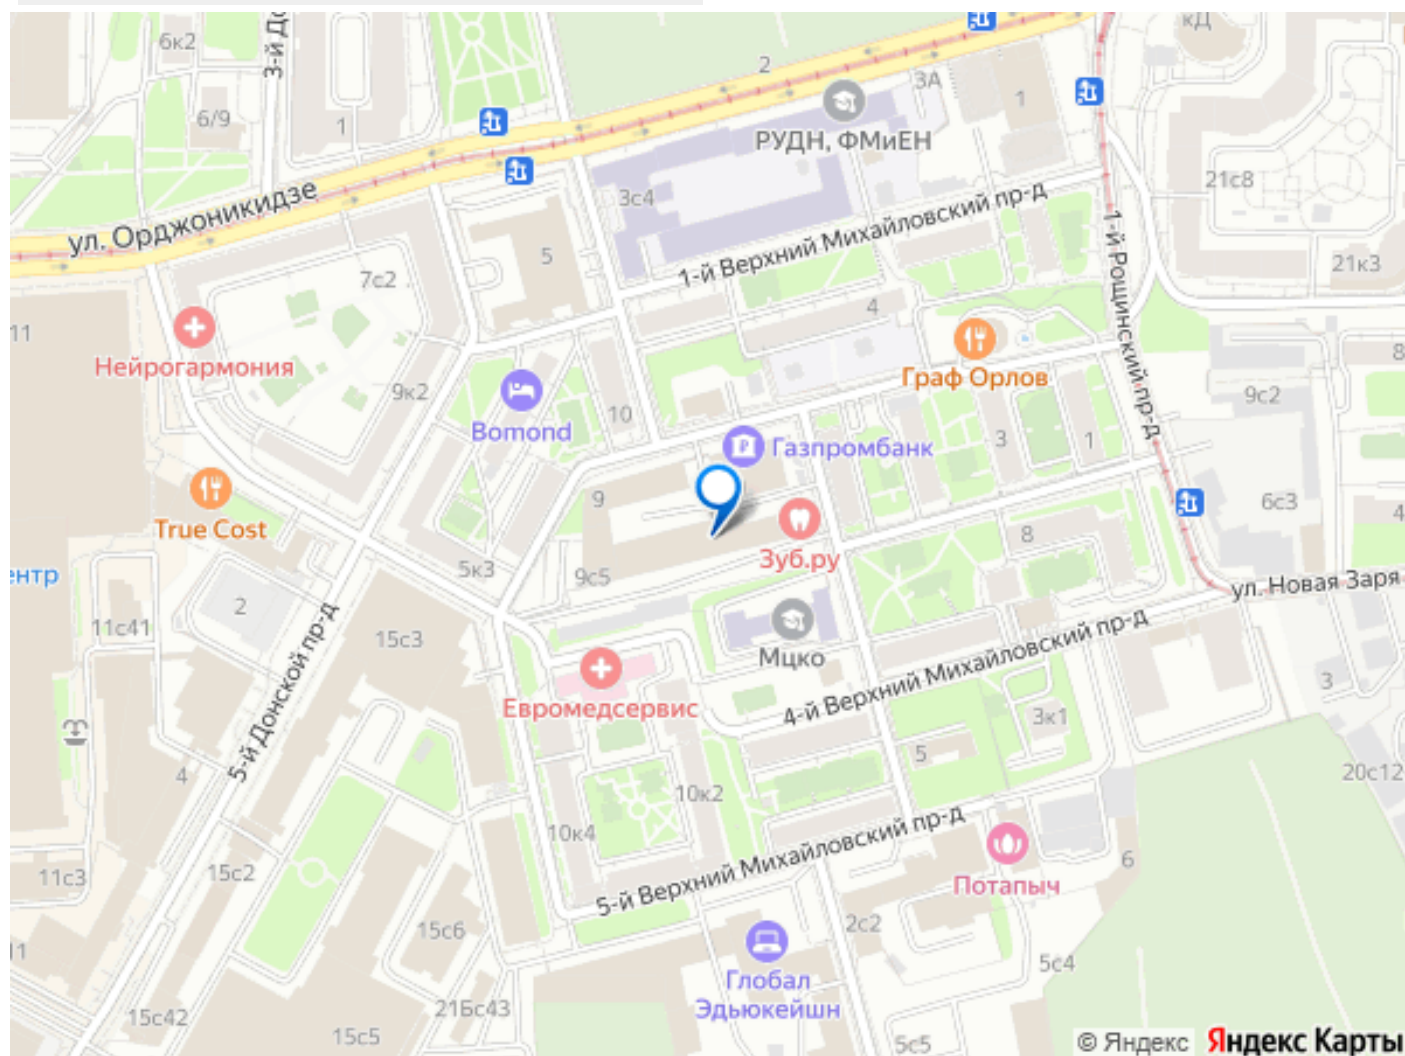 6к2
3-й До
кД
2
3А
1
6/9
1
РУДН, ФМиЕН
3с4
21с8
ул. Орджоникидзе
1-й Верхний Михайловский пр-д
1-й Рощинский пр-д
5
7с2
21к3
4
11
Нейрогармония
Граф Орлов
8
9к2
9с2
10
Bomond
3
1
Газпромбанк
9
6с3
4
True Cost
8
Зуб.ру
5к3
9с5
ентр
ул. Новая Заря
2
11с41
15с3
Мцко
4-й Верхний Михайловский пр-д
5-й Донской пр-д
3
Евромедсервис
3к1
5
4
20с12
10к2
10к4
5-й Верхний Михайловский пр-д
15с2
11с3
6
Потапыч
2с2
15с6
11
5с4
Глобал
Эдьюкейшн
21Бс43
15с42
15с5
5с5
© Яндекс Яндекс Карты